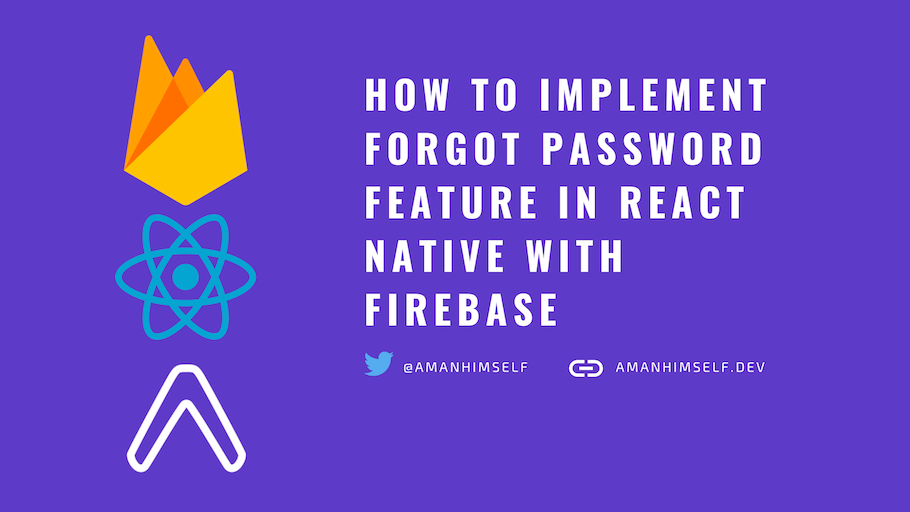 HOW TO IMPLEMENT
FORGOT PASSWORD
FEATURE IN REACT
NATIVE WITH
FIREBASE
@AMANHIMSELF AMANHIMSELF.DEV